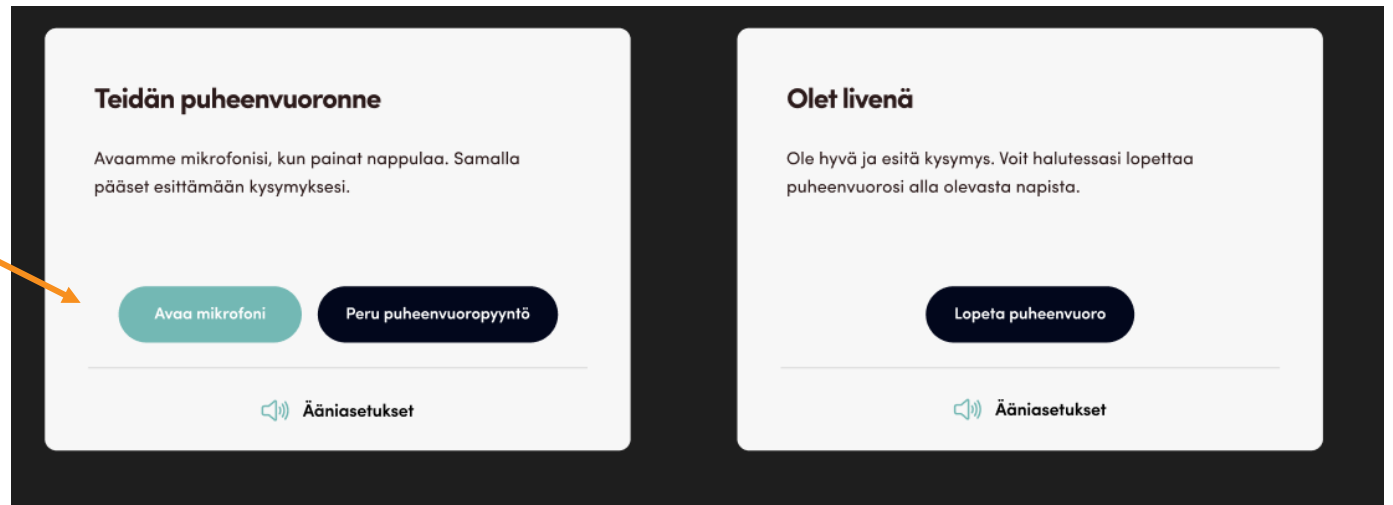 Teidän puheenvuoronne
Avaamme mikrofonisi, kun painat nappulaa. Samalla
pääset esittämään kysymyksesi.
Avaa mikrofoni
Peru puheenvuoropyyntö
Ääniasetukset
Olet livenä
Ole hyvä ja esitä kysymys. Voit halutessasi lopettaa
puheenvuorosi alla olevasta napista.
Lopeta puheenvuoro
Ääniasetukset